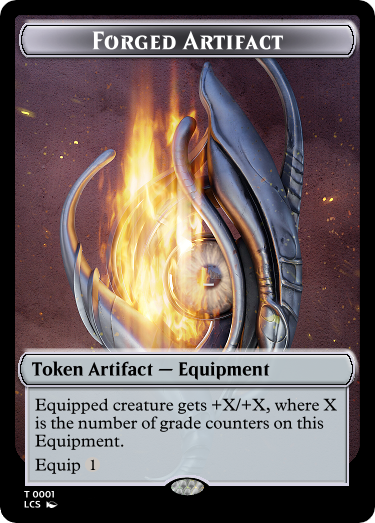 Forged Artifact
Token Artifact — Equipment
Equipped creature gets +X/+X, where X
is the number of grade counters on this
Equipment.
Equip 1
T 0001
LCS